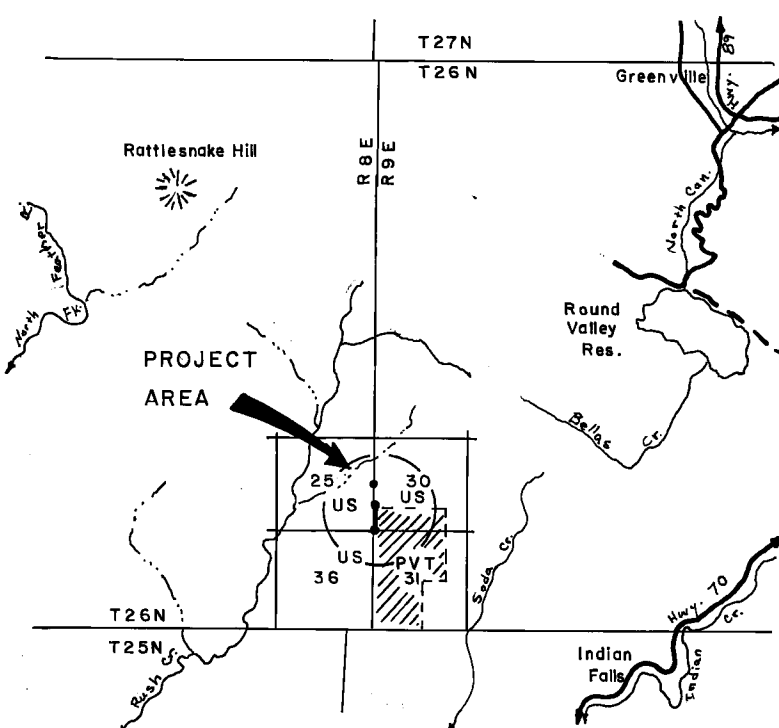 T27N
T26N
Greenville
Hwy. 89
Rattlesnake Hill
R8E
R9E
North Can.
North Fk. Feather R.
Round
Valley
Res.
PROJECT
AREA
Bellas Cr.
25
30
US
US
US
PVT
36
31
Soda Cr.
Hwy. 70
T26N
T25N
Rush Cr.
Indian
Falls
Indian Cr.